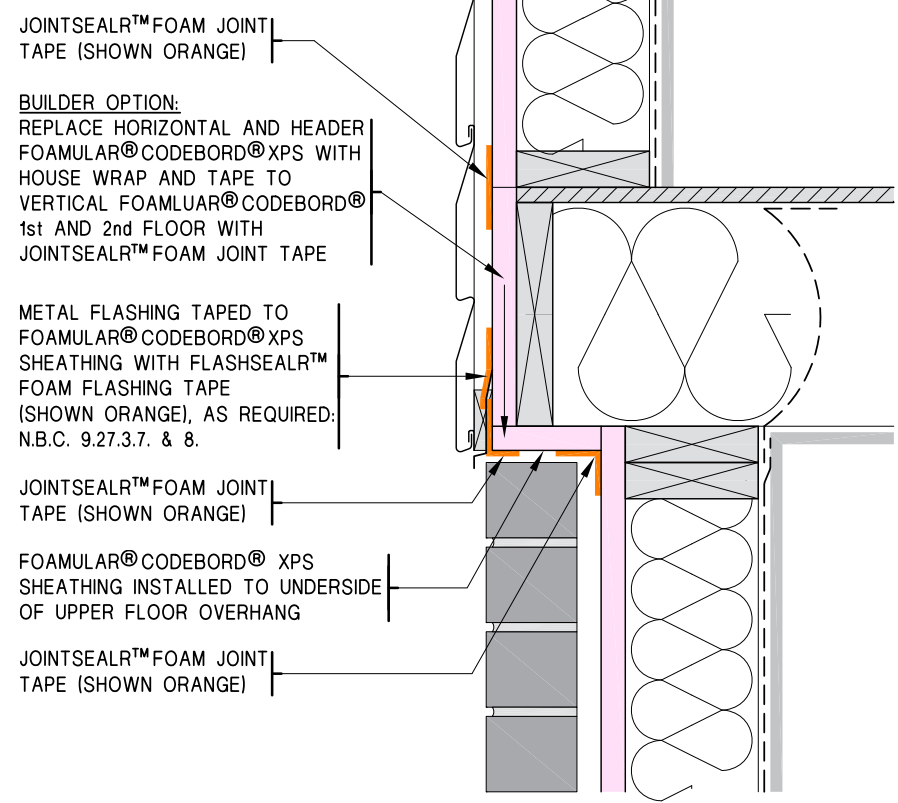 JOINTSEALR™ FOAM JOINT
TAPE (SHOWN ORANGE)
BUILDER OPTION:
REPLACE HORIZONTAL AND HEADER
FOAMULAR® CODEBORD® XPS WITH
HOUSE WRAP AND TAPE TO
VERTICAL FOAMLUAR® CODEBORD®
1st AND 2nd FLOOR WITH
JOINTSEALR™ FOAM JOINT TAPE
METAL FLASHING TAPED TO
FOAMULAR® CODEBORD® XPS
SHEATHING WITH FLASHSEALR™
FOAM FLASHING TAPE
(SHOWN ORANGE), AS REQUIRED:
N.B.C. 9.27.3.7. & 8.
JOINTSEALR™ FOAM JOINT
TAPE (SHOWN ORANGE)
FOAMULAR® CODEBORD® XPS
SHEATHING INSTALLED TO UNDERSIDE
OF UPPER FLOOR OVERHANG
JOINTSEALR™ FOAM JOINT
TAPE (SHOWN ORANGE)